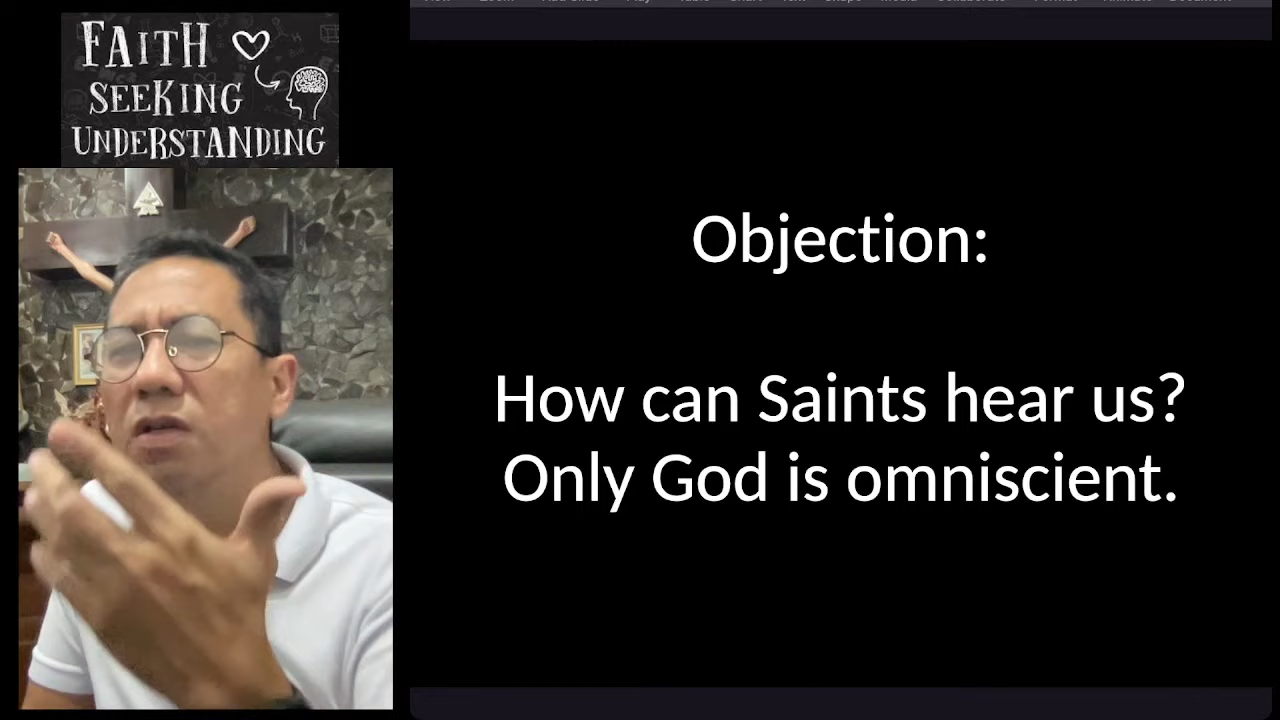 FAITH
SEEKING
UNDERSTANDING
Objection:
How can Saints hear us?
Only God is omniscient.